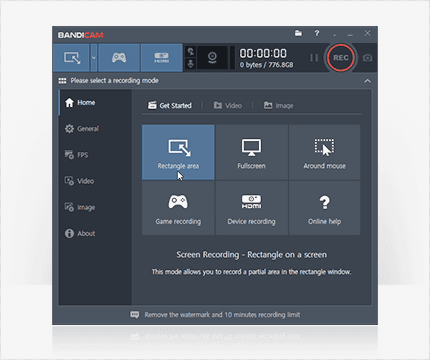 BANDICAM
HDMI
00:00:00
0 bytes / 776.8GB
REC
Please select a recording mode
Home
General
FPS
Video
Image
About
Get Started
Video
Image
Rectangle area
Fullscreen
Around mouse
Game recording
HDMI
Device recording
Online help
Screen Recording - Rectangle on a screen
This mode allows you to record a partial area in the rectangle window.
Remove the watermark and 10 minutes recording limit